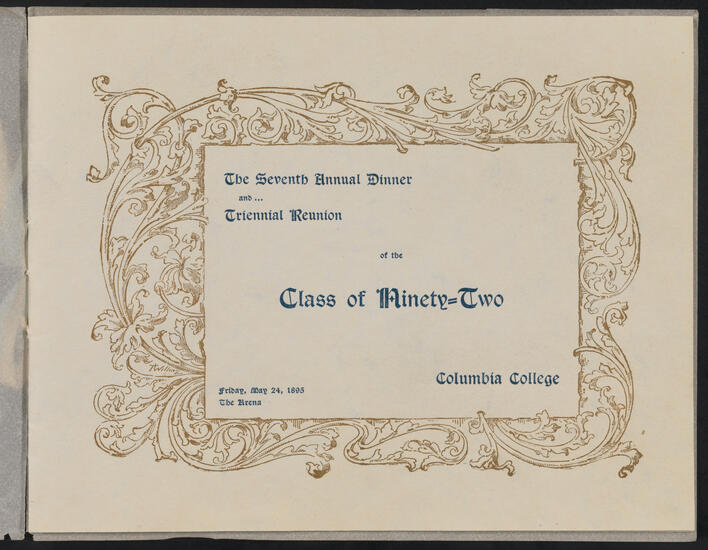 The Seventh Annual Dinner
and ...
Triennial Reunion
of the
Class of Ninety=Two
Columbia College
Friday, May 24, 1895
The Arena